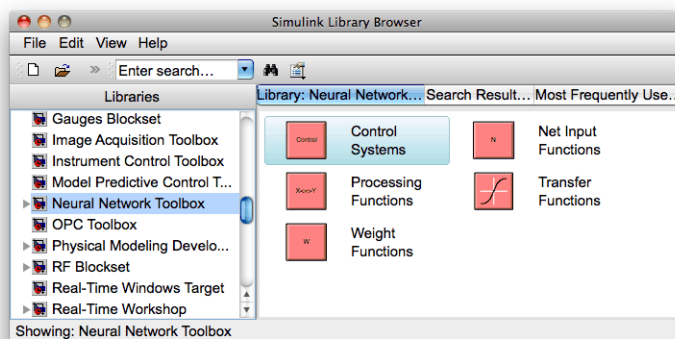 Simulink Library Browser
File Edit View Help
» Enter search...
Libraries
Library: Neural Network... Search Result... Most Frequently Use..
Gauges Blockset
Image Acquisition Toolbox
Instrument Control Toolbox
Model Predictive Control T...
Neural Network Toolbox
OPC Toolbox
Physical Modeling Develo...
RF Blockset
Real-Time Windows Target
Real-Time Workshop
Control
Control
Systems
N
Net Input
Functions
X<=>Y
Processing
Functions
Transfer
Functions
W
Weight
Functions
Showing: Neural Network Toolbox